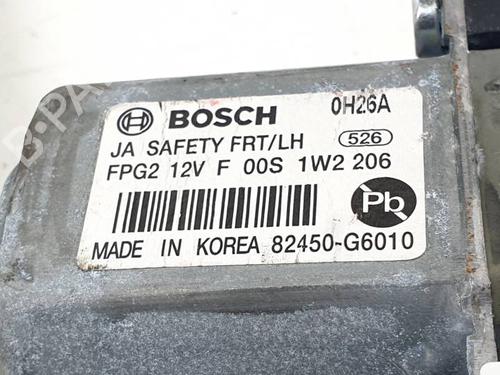 BOSCH 0H26A
JA SAFETY FRT/LH 526
FPG2 12V F 00S 1W2 206
Pb
MADE IN KOREA 82450-G6010